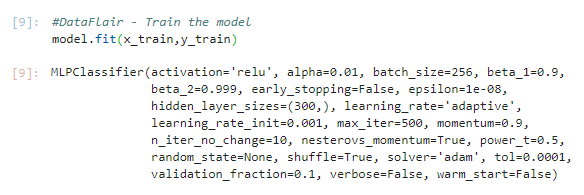 [9]: #DataFlair - Train the model
model.fit(x_train,y_train)
[9]: MLPClassifier(activation='relu', alpha=0.01, batch_size=256, beta_1=0.9,
beta_2=0.999, early_stopping=False, epsilon=1e-08,
hidden_layer_sizes=(300,), learning_rate='adaptive',
learning_rate_init=0.001, max_iter=500, momentum=0.9,
n_iter_no_change=10, nesterovs_momentum=True, power_t=0.5,
random_state=None, shuffle=True, solver='adam', tol=0.0001,
validation_fraction=0.1, verbose=False, warm_start=False)